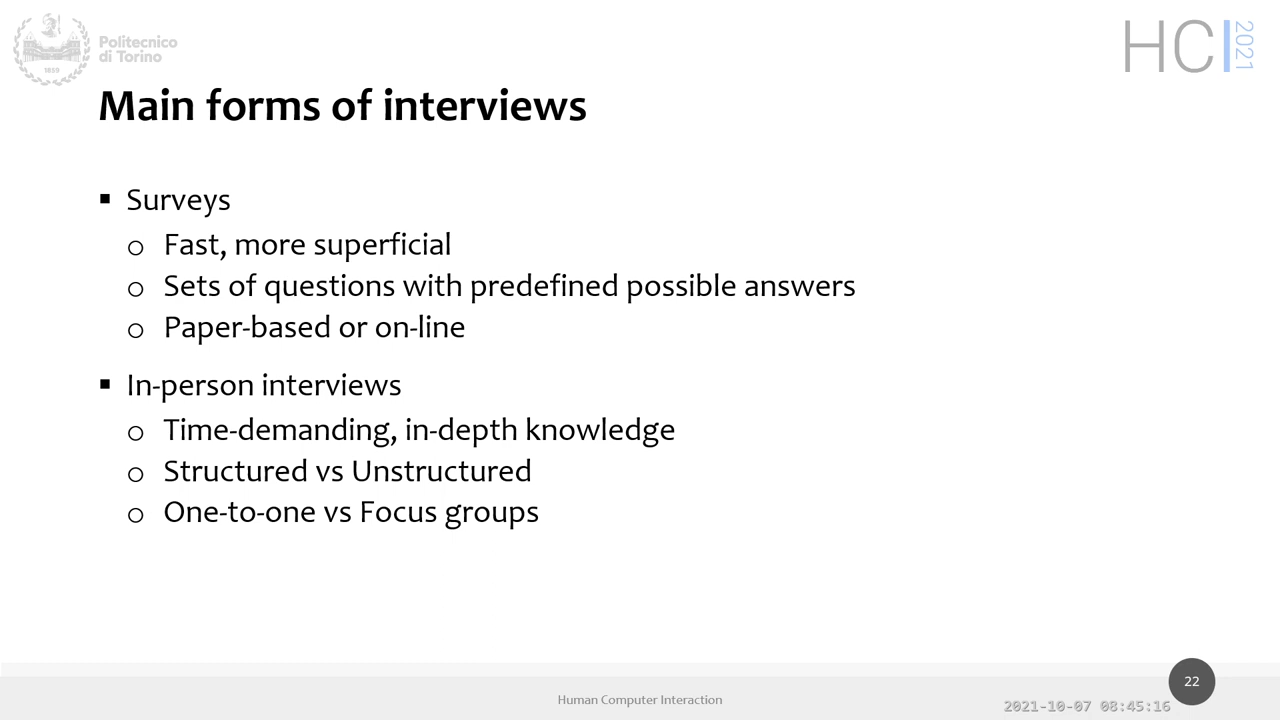 Politecnico
di Torino
1859
HCI 2021
Main forms of interviews
▪ Surveys
o Fast, more superficial
o Sets of questions with predefined possible answers
o Paper-based or on-line
▪ In-person interviews
o Time-demanding, in-depth knowledge
o Structured vs Unstructured
o One-to-one vs Focus groups
22
Human Computer Interaction
2021-10-07 08:45:16